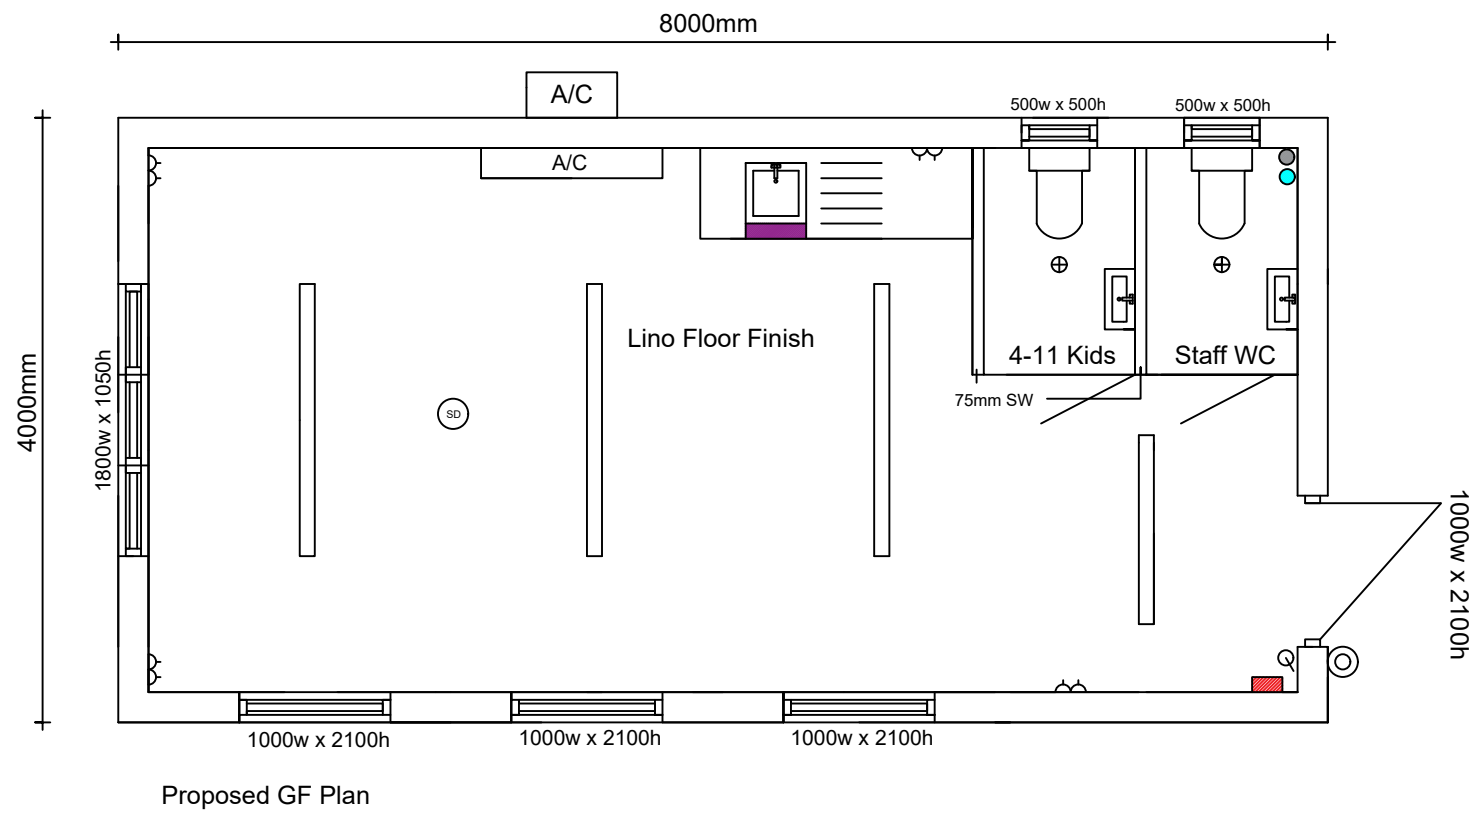 8000mm
A/C
500w x 500h
500w x 500h
A/C
Lino Floor Finish
4-11 Kids
Staff WC
75mm SW
SD
4000mm
1800w x 1050h
1000w x 2100h
1000w x 2100h
1000w x 2100h
1000w x 2100h
Proposed GF Plan